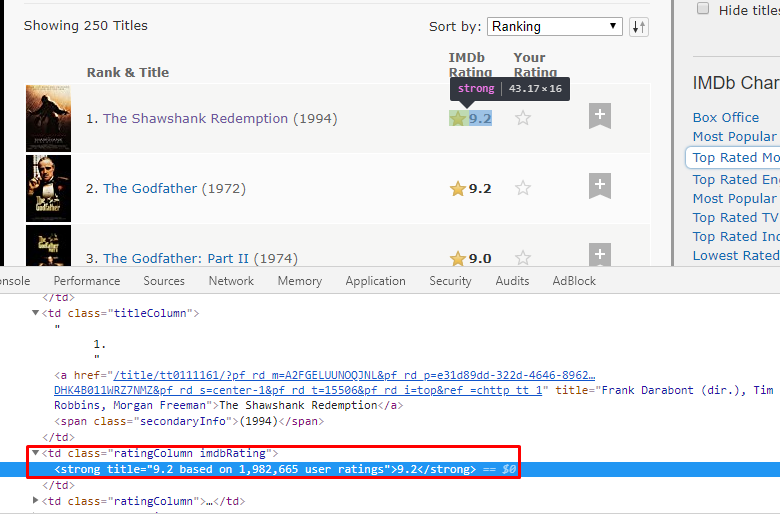 Showing 250 Titles
Sort by: Ranking
Hide titles
Rank & Title
IMDb Rating
Your Rating
strong 43.17×16
1. The Shawshank Redemption (1994)
9.2
2. The Godfather (1972)
9.2
3. The Godfather: Part II (1974)
9.0
IMDb Char
Box Office
Most Popular
Top Rated Mo
Top Rated En
Most Popular
Top Rated TV
Top Rated Ind
Lowest Rated
onsole Performance Sources Network Memory Application Security Audits AdBlock
</td>
▼<td class="titleColumn">
"
1.
"
<a href="/title/tt0111161/?pf_rd_m=A2FGELUUNOQJNL&pf_rd_p=e31d89dd-322d-4646-8962…
DHK4B011WRZ7NMZ&pf_rd_s=center-1&pf_rd_t=15506&pf_rd_i=top&ref_=chttp_tt_1" title="Frank Darabont (dir.), Tim
Robbins, Morgan Freeman">The Shawshank Redemption</a>
<span class="secondaryInfo">(1994)</span>
</td>
▼<td class="ratingColumn imdbRating">
<strong title="9.2 based on 1,982,665 user ratings">9.2</strong> == $0
</td>
▶<td class="ratingColumn">…</td>